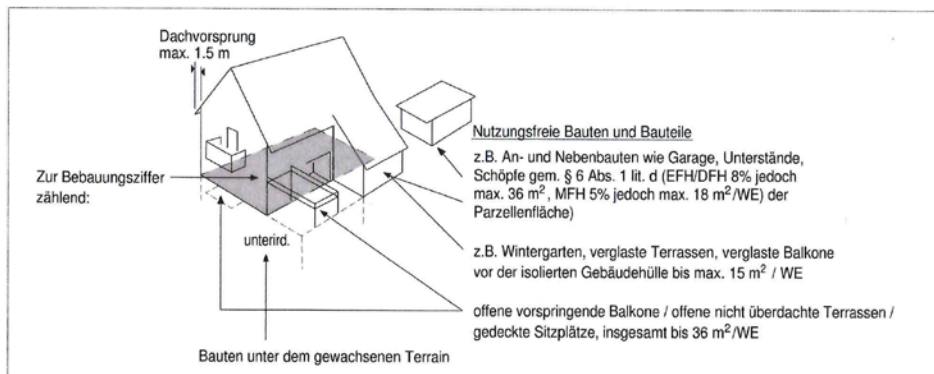 Dachvorsprung
max. 1.5 m
Nutzungsfreie Bauten und Bauteile
z.B. An- und Nebenbauten wie Garage, Unterstände,
Schöpfe gem. § 6 Abs. 1 lit. d (EFH/DFH 8% jedoch
max. 36 m², MFH 5% jedoch max. 18 m²/WE) der
Parzellenfläche)
Zur Bebauungsziffer
zählend:
unterird.
z.B. Wintergarten, verglaste Terrassen, verglaste Balkone
vor der isolierten Gebäudehülle bis max. 15 m² / WE
offene vorspringende Balkone / offene nicht überdachte Terrassen /
gedeckte Sitzplätze, insgesamt bis 36 m²/WE
Bauten unter dem gewachsenen Terrain